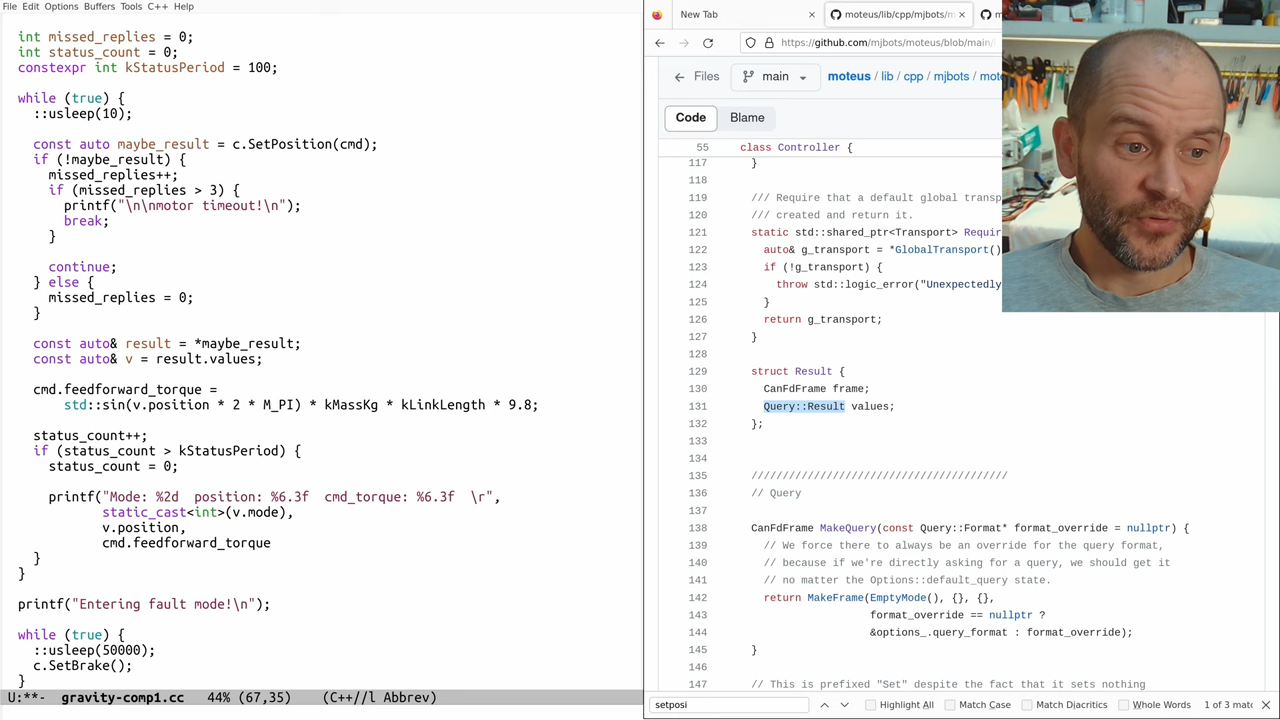 File Edit Options Buffers Tools C++ Help
int missed_replies = 0;
int status_count = 0;
constexpr int kStatusPeriod = 100;
while (true) {
::usleep(10);
const auto maybe_result = c.SetPosition(cmd);
if (!maybe_result) {
missed_replies++;
if (missed_replies > 3) {
printf("\n\nmotor timeout!\n");
break;
}
continue;
} else {
missed_replies = 0;
}
const auto& result = *maybe_result;
const auto& v = result.values;
cmd.feedforward_torque =
std::sin(v.position * 2 * M_PI) * kMassKg * kLinkLength * 9.8;
status_count++;
if (status_count > kStatusPeriod) {
status_count = 0;
printf("Mode: %2d  position: %6.3f  cmd_torque: %6.3f  \r",
static_cast<int>(v.mode),
v.position,
cmd.feedforward_torque
}
}
printf("Entering fault mode!\n");
while (true) {
::usleep(50000);
c.SetBrake();
}
U:**-  gravity-comp1.cc  44% (67,35)  (C++//l Abbrev)
New Tab
moteus/lib/cpp/mjbots/m
https://github.com/mjbots/moteus/blob/main/
Files
main
moteus / lib / cpp / mjbots / mot
Code
Blame
55 class Controller {
117 }
118
119 /// Require that a default global transp
120 /// created and return it.
121 static std::shared_ptr<Transport> Requir
122 auto& g_transport = *GlobalTransport()
123 if (!g_transport) {
124 throw std::logic_error("Unexpectedly
125 }
126 return g_transport;
127 }
128
129 struct Result {
130 CanFdFrame frame;
131 Query::Result values;
132 };
133
134
135 /////////////////////////////////////////
136 // Query
137
138 CanFdFrame MakeQuery(const Query::Format* format_override = nullptr) {
139 // We force there to always be an override for the query format,
140 // because if we're directly asking for a query, we should get it
141 // no matter the Options::default_query state.
142 return MakeFrame(EmptyMode(), {}, {},
143 format_override == nullptr ?
144 &options_.query_format : format_override);
145 }
146
147 // This is prefixed "Set" despite the fact that it sets nothing
setposi
Highlight All
Match Case
Match Diacritics
Whole Words
1 of 3 matc